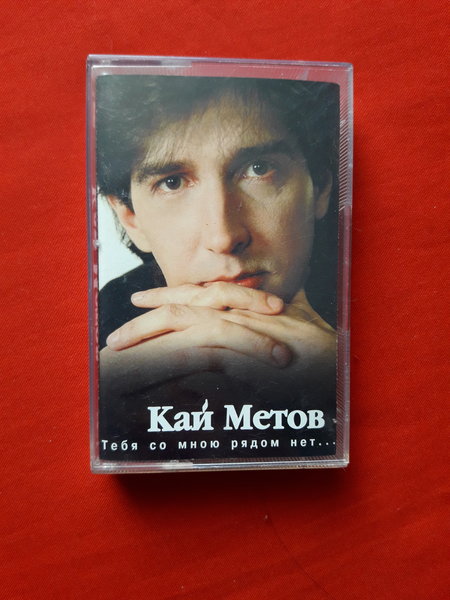 Кай Метов
Тебя со мною рядом нет...